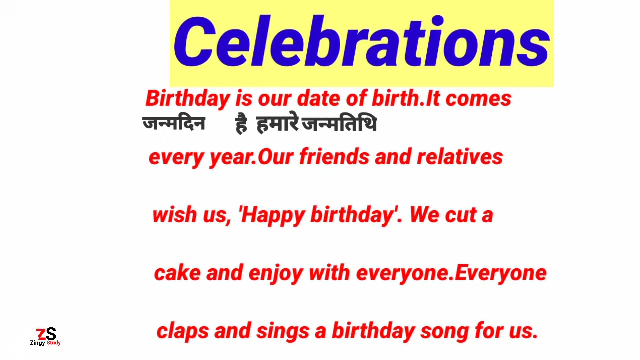 Celebrations
Birthday is our date of birth.It comes
जन्मदिन है हमारे जन्मतिथि
every year.Our friends and relatives
wish us, 'Happy birthday'. We cut a
cake and enjoy with everyone.Everyone
claps and sings a birthday song for us.
ZS
Zingy Study